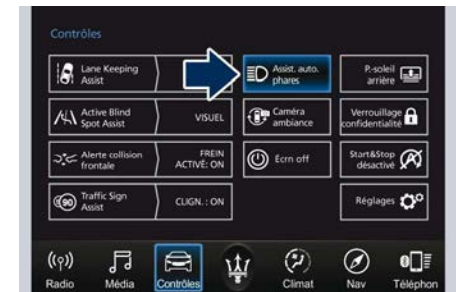 Contrôles
Lane Keeping
Assist
Assist. auto.
phares
P.-soleil
arrière
Active Blind
Spot Assist
VISUEL
Caméra
ambiance
Verrouillage
confidentialité
Alerte collision
frontale
FREIN
ACTIVÉ: ON
Ecrn off
Start&Stop
désactivé
90
Traffic Sign
Assist
CLIGN. : ON
Réglages
Radio
Média
Contrôles
Climat
Nav
Téléphon